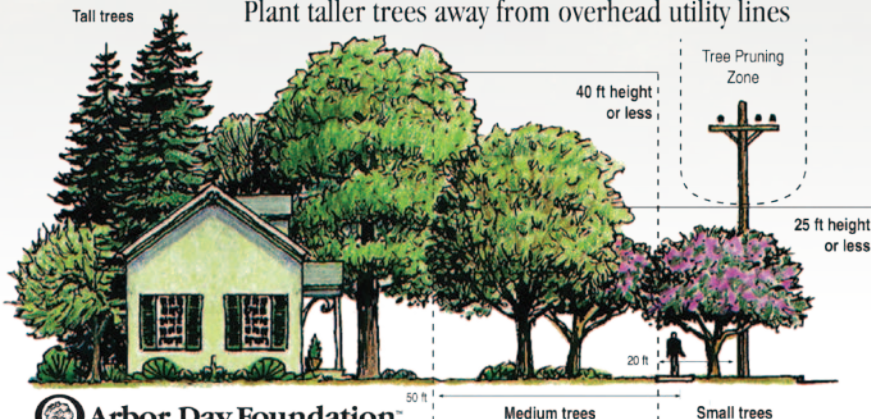 Plant taller trees away from overhead utility lines
Tall trees
Tree Pruning
Zone
40 ft height
or less
25 ft height
or less
20 ft
50 ft
Arbor Day Foundation™
Medium trees
Small trees